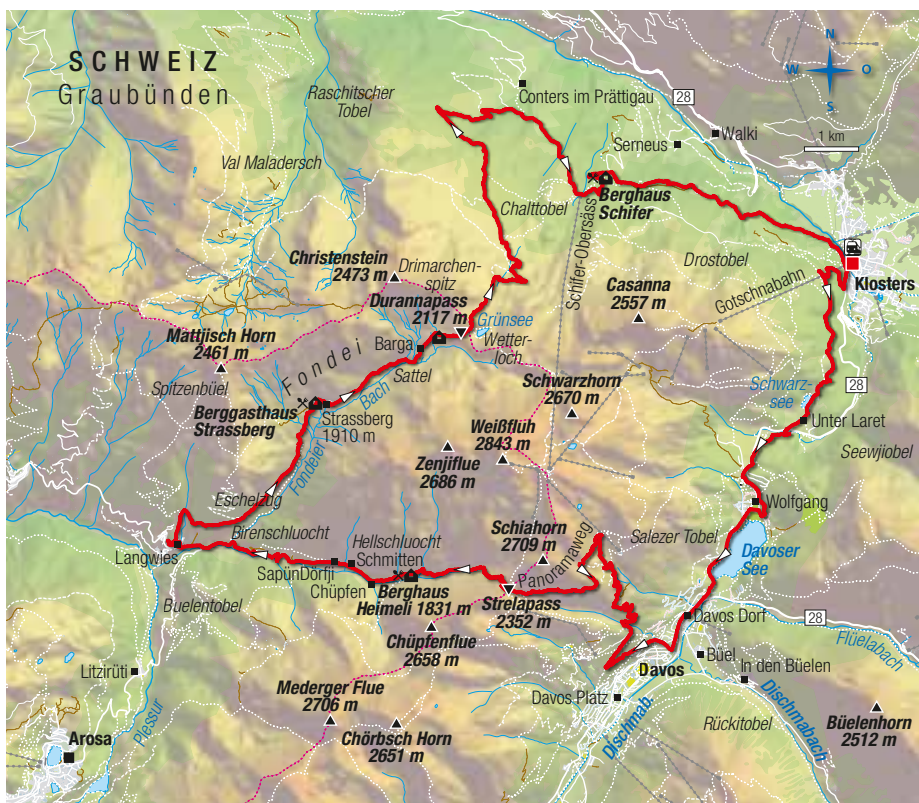 SCHWEIZ
Graubünden
Raschitscher
Tobel
Conters im Prättigau
28
N
W
O
S
1 km
Val Maladersch
Serneus
Walki
Chalttobel
Berghaus
Schifer
Schifer-Obersäss
Christenstein
2473 m
Drimarchen-
spitz
Durannapass
2117 m
Grünsee
Wetter-
loch
Drostobel
Casanna
2557 m
Gotschnabahn
Klosters
Mattjisch Horn
2461 m
Spitzenbüel
Fondei
Barga
Sattel
Berggasthaus
Strassberg
Strassberg
1910 m
Fondeier
Bach
Schwarzhorn
2670 m
Weißfluh
2843 m
Zenjiflue
2686 m
Schwarz-
see
28
Unter Laret
Seewjiobel
Eschelzug
Birenschluocht
Langwies
Hellschluocht
Schmitten
Sapün Dörfji
Chüpfen
Berghaus
Heimeli 1831 m
Schiahorn
2709 m
Panoramaweg
Strelapass
2352 m
Salezer Tobel
Wolfgang
Davoser
See
Buelentobel
Chüpfenflue
2658 m
Davos Dorf
28
Flüelabach
Litzirüti
Plessur
Mederger Flue
2706 m
Chörbsch Horn
2651 m
Davos
Büel
In den Büelen
Davos Platz
Dischmab.
Dischmabach
Rückitobel
Büelenhorn
2512 m
Arosa